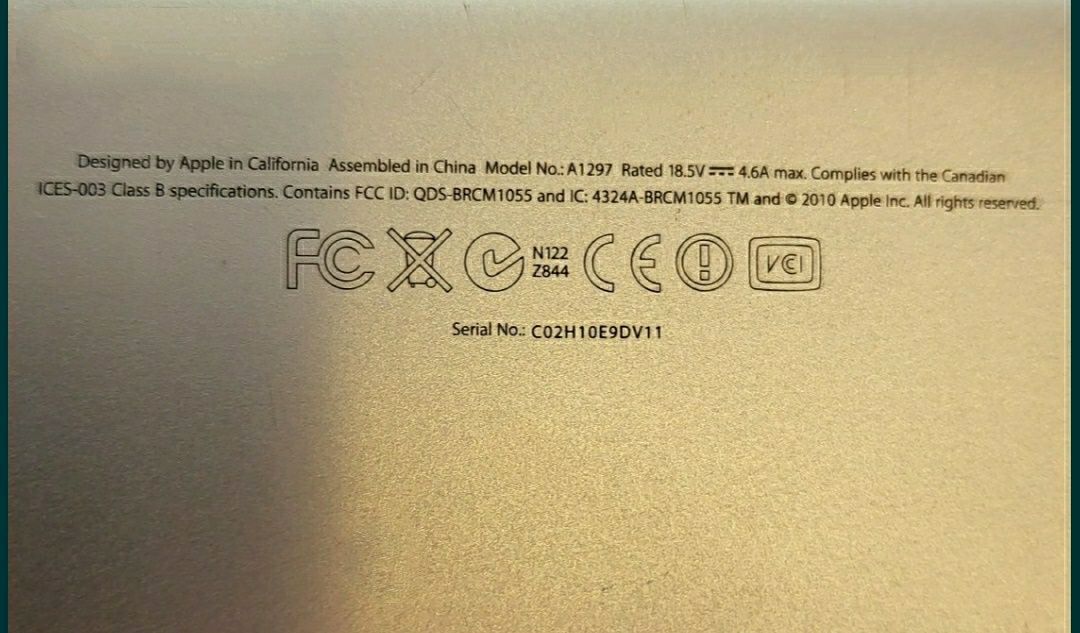 Designed by Apple in California Assembled in China Model No.: A1297 Rated 18.5V ⎓ 4.6A max. Complies with the Canadian
ICES-003 Class B specifications. Contains FCC ID: QDS-BRCM1055 and IC: 4324A-BRCM1055 TM and © 2010 Apple Inc. All rights reserved.
FC N122 CE VCI
Z844
Serial No.: C02H10E9DV11